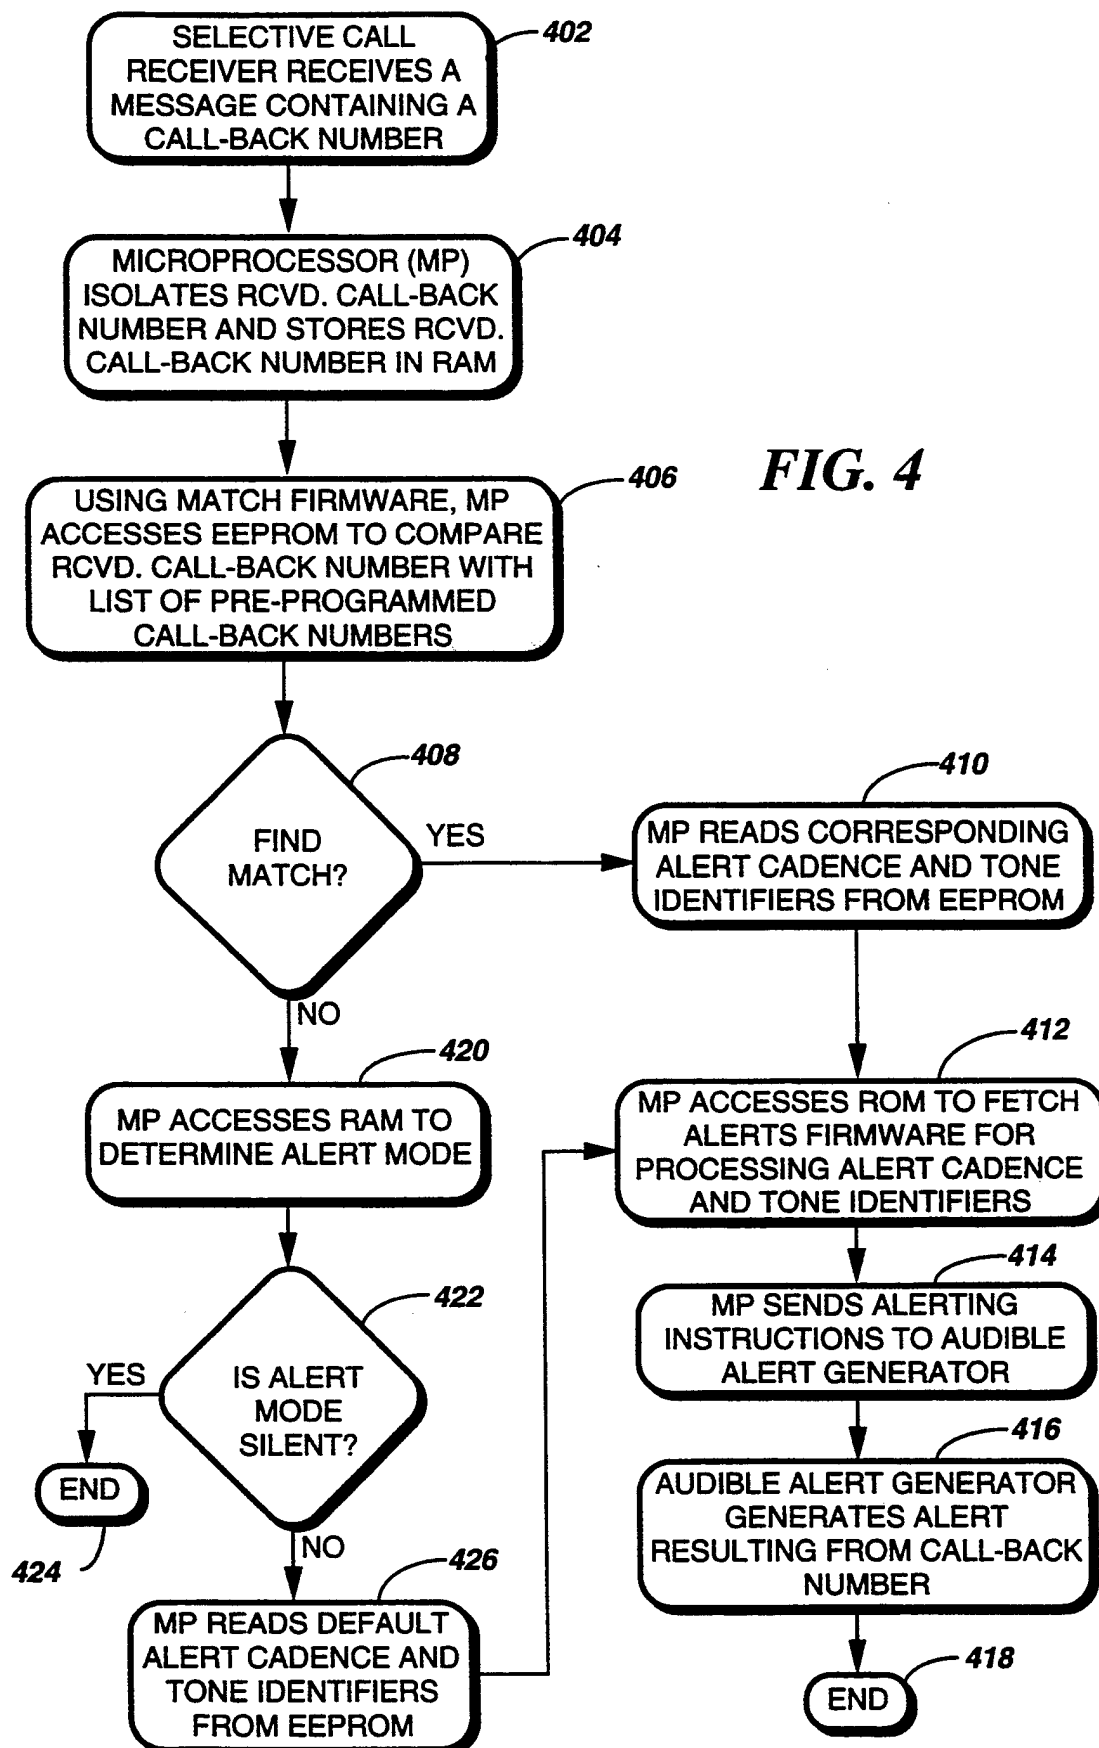 SELECTIVE CALL
RECEIVER RECEIVES A
MESSAGE CONTAINING A
CALL-BACK NUMBER
402
MICROPROCESSOR (MP)
ISOLATES RCVD. CALL-BACK
NUMBER AND STORES RCVD.
CALL-BACK NUMBER IN RAM
404
USING MATCH FIRMWARE, MP
ACCESSES EEPROM TO COMPARE
RCVD. CALL-BACK NUMBER WITH
LIST OF PRE-PROGRAMMED
CALL-BACK NUMBERS
406
FIG. 4
FIND
MATCH?
408
YES
NO
MP READS CORRESPONDING
ALERT CADENCE AND TONE
IDENTIFIERS FROM EEPROM
410
MP ACCESSES ROM TO FETCH
ALERTS FIRMWARE FOR
PROCESSING ALERT CADENCE
AND TONE IDENTIFIERS
412
MP SENDS ALERTING
INSTRUCTIONS TO AUDIBLE
ALERT GENERATOR
414
AUDIBLE ALERT GENERATOR
GENERATES ALERT
RESULTING FROM CALL-BACK
NUMBER
416
END
418
MP ACCESSES RAM TO
DETERMINE ALERT MODE
420
IS ALERT
MODE
SILENT?
422
YES
END
424
NO
MP READS DEFAULT
ALERT CADENCE AND
TONE IDENTIFIERS
FROM EEPROM
426